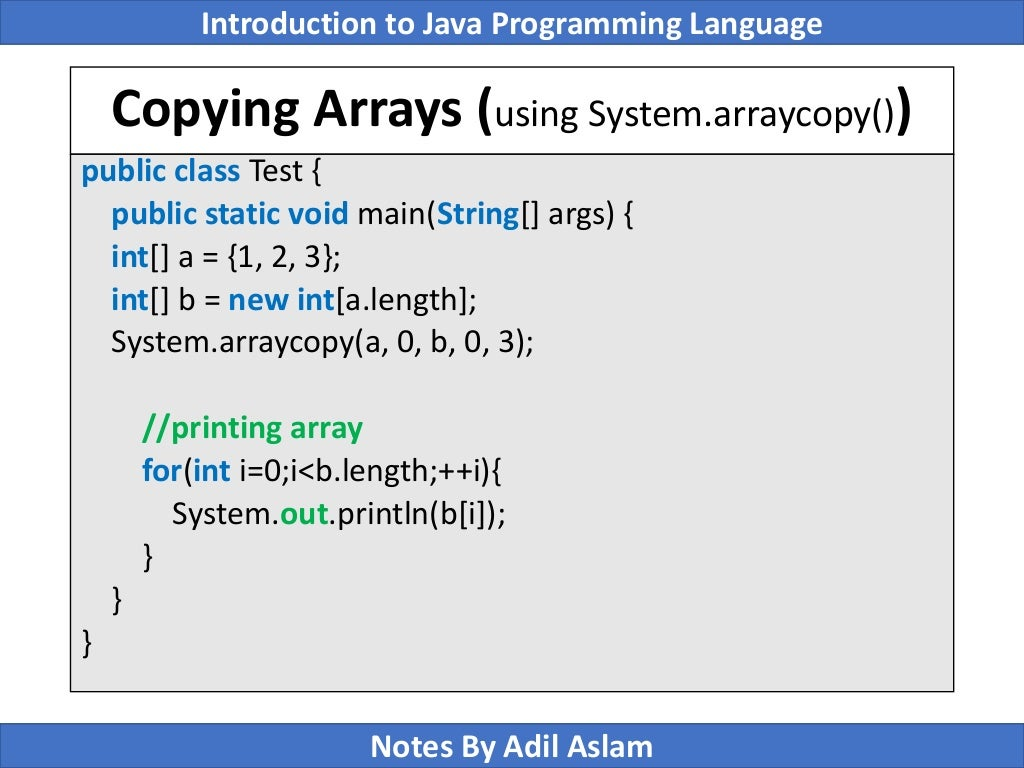 Introduction to Java Programming Language
Copying Arrays (using System.arraycopy())
public class Test {
public static void main(String[] args) {
int[] a = {1, 2, 3};
int[] b = new int[a.length];
System.arraycopy(a, 0, b, 0, 3);
//printing array
for(int i=0;i<b.length;++i){
System.out.println(b[i]);
}
}
}
Notes By Adil Aslam